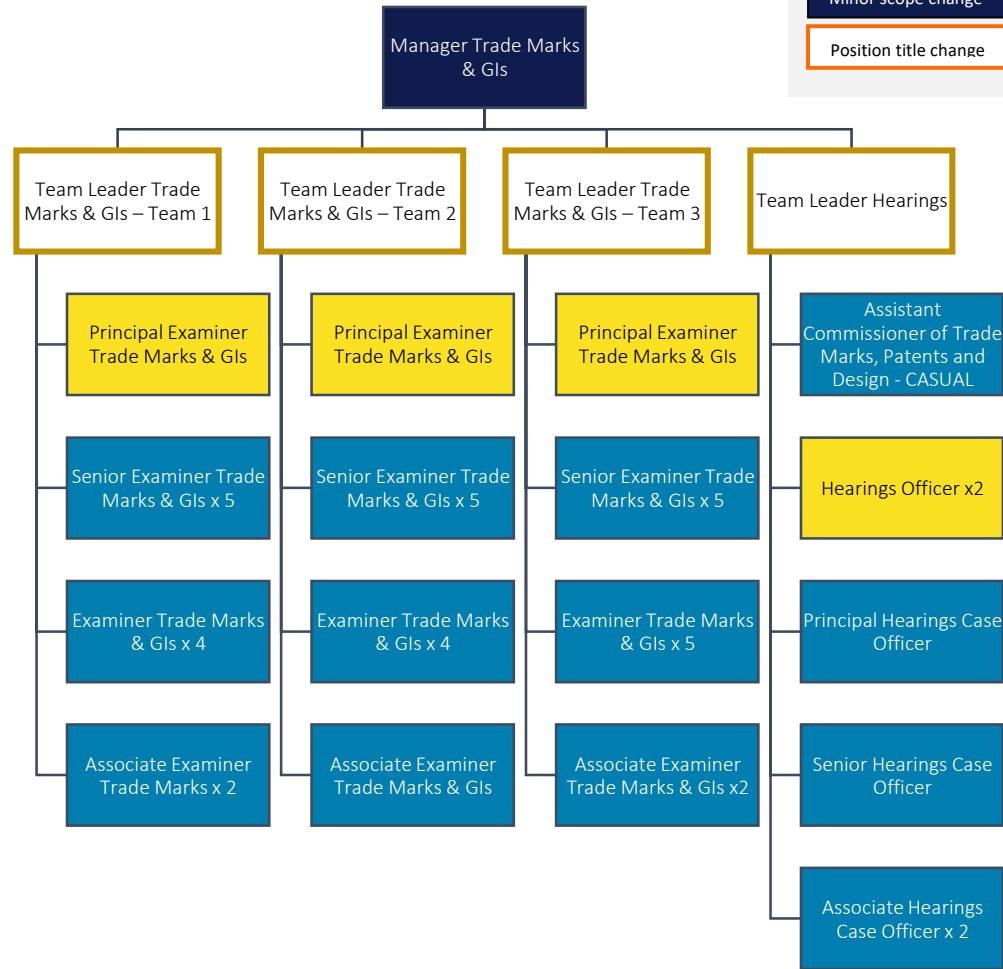 Minor scope change
Position title change
Manager Trade Marks
& GIs
Team Leader Trade
Marks & GIs – Team 1
Team Leader Trade
Marks & GIs – Team 2
Team Leader Trade
Marks & GIs – Team 3
Team Leader Hearings
Principal Examiner
Trade Marks & GIs
Principal Examiner
Trade Marks & GIs
Principal Examiner
Trade Marks & GIs
Assistant
Commissioner of Trade
Marks, Patents and
Design - CASUAL
Senior Examiner Trade
Marks & GIs x 5
Senior Examiner Trade
Marks & GIs x 5
Senior Examiner Trade
Marks & GIs x 5
Hearings Officer x2
Examiner Trade Marks
& GIs x 4
Examiner Trade Marks
& GIs x 4
Examiner Trade Marks
& GIs x 5
Principal Hearings Case
Officer
Associate Examiner
Trade Marks x 2
Associate Examiner
Trade Marks & GIs
Associate Examiner
Trade Marks & GIs x2
Senior Hearings Case
Officer
Associate Hearings
Case Officer x 2